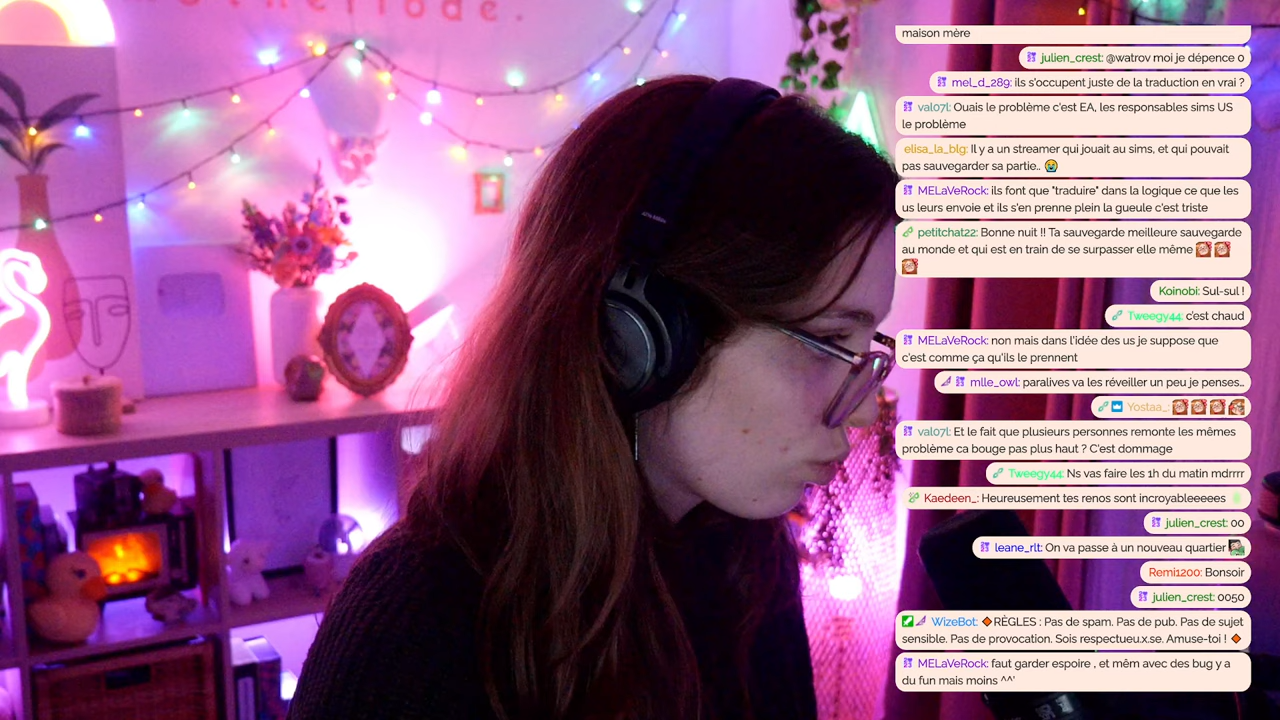 motherlode.
maison mère
julien_crest: @watrov moi je dépence 0
mel_d_289: ils s'occupent juste de la traduction en vrai ?
val07l: Ouais le problème c'est EA, les responsables sims US
le problème
elisa_la_blg: Il y a un streamer qui jouait au sims, et qui pouvait
pas sauvegarder sa partie..
MELaVeRock: ils font que "traduire" dans la logique ce que les
us leurs envoie et ils s'en prenne plein la gueule c'est triste
petitchat22: Bonne nuit !! Ta sauvegarde meilleure sauvegarde
au monde et qui est en train de se surpasser elle même
Koinobi: Sul-sul !
Tweegy44: c'est chaud
MELaVeRock: non mais dans l'idée des us je suppose que
c'est comme ça qu'ils le prennent
mlle_owl: paralives va les réveiller un peu je penses...
Yostaa_:
val07l: Et le fait que plusieurs personnes remonte les mêmes
problème ca bouge pas plus haut ? C'est dommage
Tweegy44: Ns vas faire les 1h du matin mdrrrr
Kaedeen_: Heureusement tes renos sont incroyableeeees
julien_crest: 00
leane_rlt: On va passe à un nouveau quartier
Remi1200: Bonsoir
julien_crest: 0050
WizeBot: RÈGLES : Pas de spam. Pas de pub. Pas de sujet
sensible. Pas de provocation. Sois respectueu.x.se. Amuse-toi !
MELaVeRock: faut garder espoire , et mêm avec des bug y a
du fun mais moins ^^'